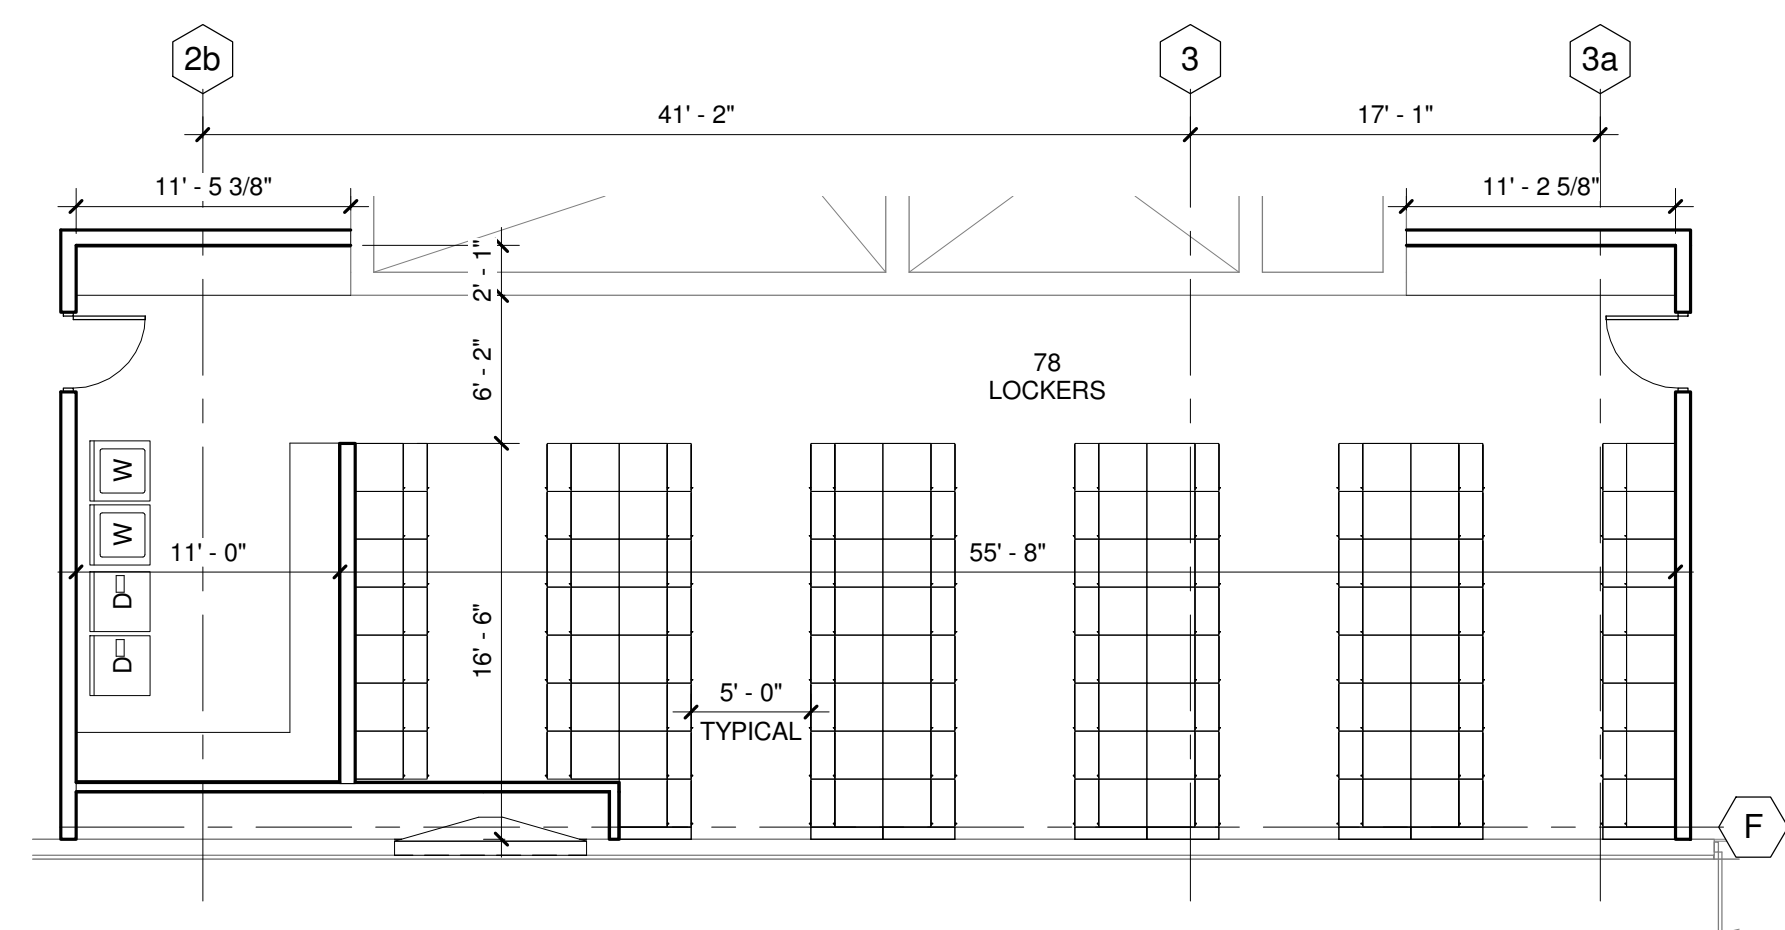 2b
3
3a
41' - 2"
17' - 1"
11' - 5 3/8"
11' - 2 5/8"
2' - 1"
6' - 2"
78
LOCKERS
W
W
11' - 0"
55' - 8"
D
16' - 6"
D
5' - 0"
TYPICAL
F